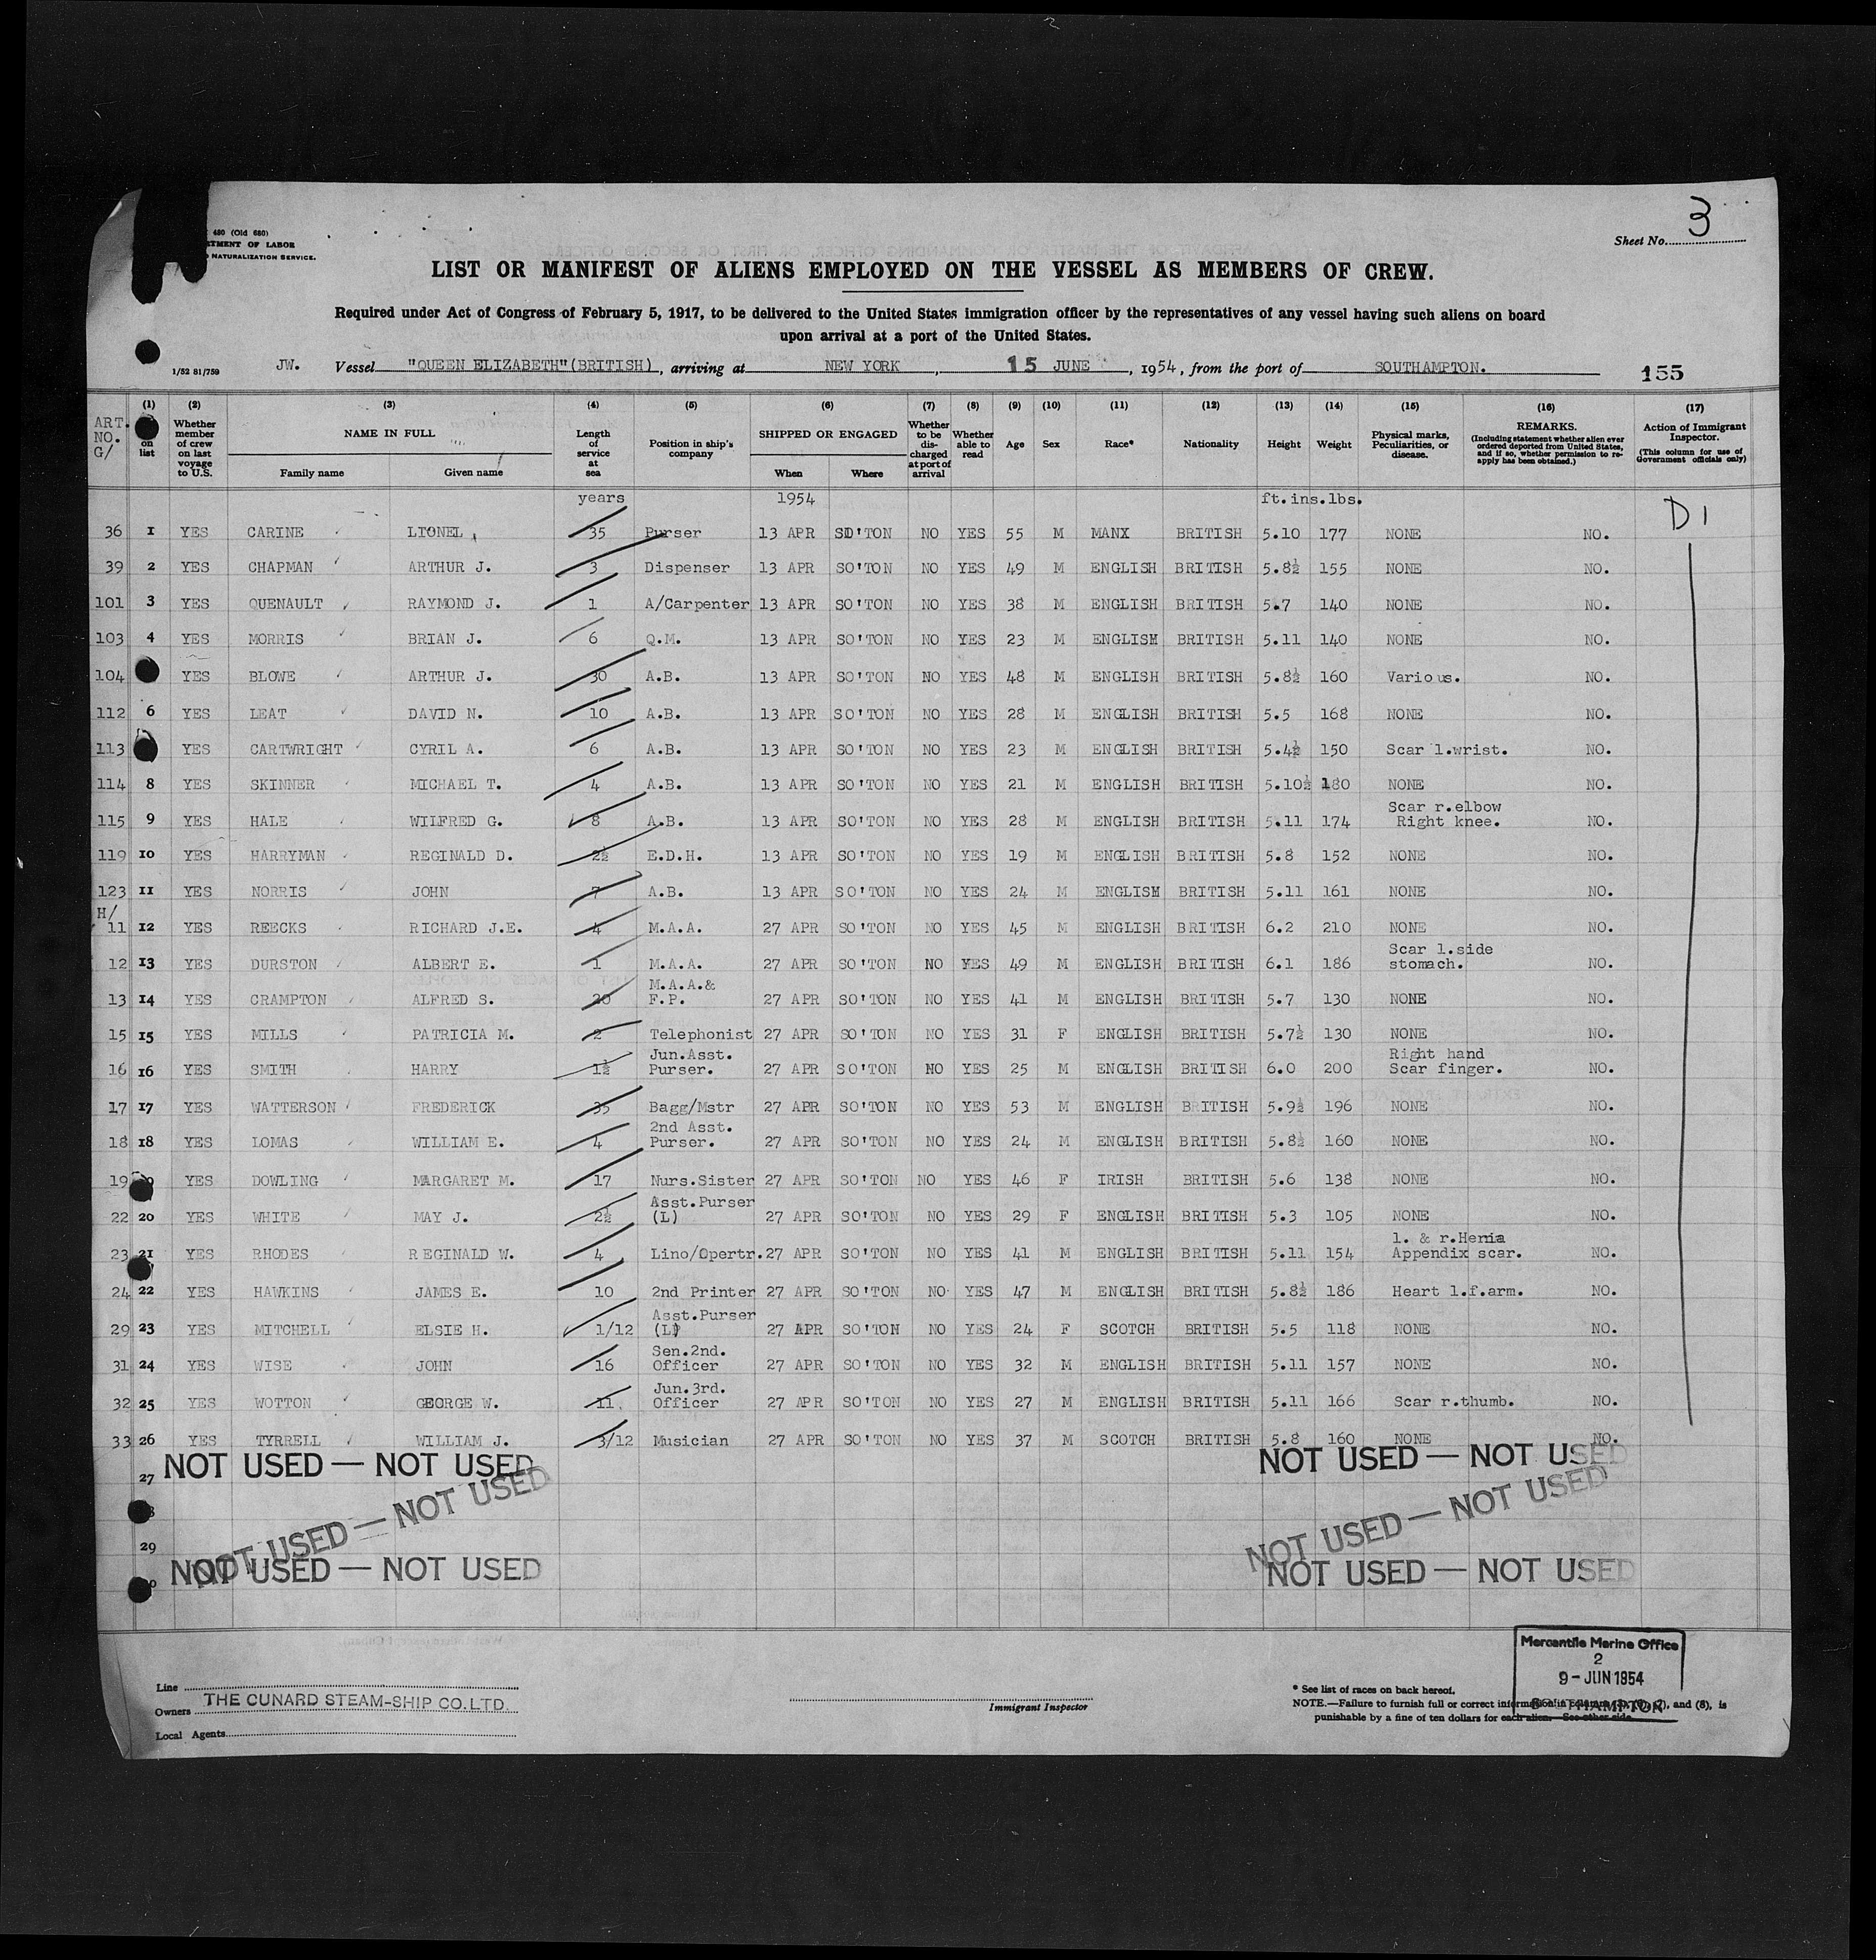 3
Sheet No.
480 (Old 680)
TMENT OF LABOR
NATURALIZATION SERVICE.
LIST OR MANIFEST OF ALIENS EMPLOYED ON THE VESSEL AS MEMBERS OF CREW.
Required under Act of Congress of February 5, 1917, to be delivered to the United States immigration officer by the representatives of any vessel having such aliens on board
upon arrival at a port of the United States.
1/52 81/759 JW. Vessel "QUEEN ELIZABETH"(BRITISH), arriving at NEW YORK, 15 JUNE, 1954, from the port of SOUTHAMPTON. 155
ART. NO. G/ (1) on list (2) Whether member of crew on last voyage to U.S. (3) NAME IN FULL Family name Given name (4) Length of service at sea (5) Position in ship's company (6) SHIPPED OR ENGAGED When Where (7) Whether to be discharged at port of arrival (8) Whether able to read (9) Age (10) Sex (11) Race* (12) Nationality (13) Height (14) Weight (15) Physical marks, Peculiarities, or disease. (16) REMARKS. (Including statement whether alien ever ordered deported from United States, and if so, whether permission to re-apply has been obtained.) (17) Action of Immigrant Inspector. (This column for use of Government officials only)
years 1954 ft.ins.lbs. D1
36 1 YES CARINE LIONEL 35 Purser 13 APR SO'TON NO YES 55 M MANX BRITISH 5.10 177 NONE NO.
39 2 YES CHAPMAN ARTHUR J. 3 Dispenser 13 APR SO'TON NO YES 49 M ENGLISH BRITISH 5.8½ 155 NONE NO.
101 3 YES QUENAULT RAYMOND J. 1 A/Carpenter 13 APR SO'TON NO YES 38 M ENGLISH BRITISH 5.7 140 NONE NO.
103 4 YES MORRIS BRIAN J. 6 Q.M. 13 APR SO'TON NO YES 23 M ENGLISH BRITISH 5.11 140 NONE NO.
104 YES BLOWE ARTHUR J. 30 A.B. 13 APR SO'TON NO YES 48 M ENGLISH BRITISH 5.8½ 160 Various. NO.
112 6 YES LEAT DAVID N. 10 A.B. 13 APR SO'TON NO YES 28 M ENGLISH BRITISH 5.5 168 NONE NO.
113 YES CARTWRIGHT CYRIL A. 6 A.B. 13 APR SO'TON NO YES 23 M ENGLISH BRITISH 5.4½ 150 Scar l.wrist. NO.
114 8 YES SKINNER MICHAEL T. 4 A.B. 13 APR SO'TON NO YES 21 M ENGLISH BRITISH 5.10½ 180 NONE NO.
115 9 YES HALE WILFRED G. 8 A.B. 13 APR SO'TON NO YES 28 M ENGLISH BRITISH 5.11 174 Scar r.elbow Right knee. NO.
119 10 YES HARRYMAN REGINALD D. 2½ E.D.H. 13 APR SO'TON NO YES 19 M ENGLISH BRITISH 5.8 152 NONE NO.
123 11 YES NORRIS JOHN 7 A.B. 13 APR SO'TON NO YES 24 M ENGLISH BRITISH 5.11 161 NONE NO.
H/
11 12 YES REECKS RICHARD J.E. 4 M.A.A. 27 APR SO'TON NO YES 45 M ENGLISH BRITISH 6.2 210 NONE NO.
12 13 YES DURSTON ALBERT E. 1 M.A.A. 27 APR SO'TON NO YES 49 M ENGLISH BRITISH 6.1 186 Scar l.side stomach. NO.
13 14 YES CRAMPTON ALFRED S. 20 M.A.A.& F.P. 27 APR SO'TON NO YES 41 M ENGLISH BRITISH 5.7 130 NONE NO.
15 15 YES MILLS PATRICIA M. 2 Telephonist 27 APR SO'TON NO YES 31 F ENGLISH BRITISH 5.7½ 130 NONE NO.
16 16 YES SMITH HARRY 1½ Jun.Asst. Purser. 27 APR SO'TON NO YES 25 M ENGLISH BRITISH 6.0 200 Right hand Scar finger. NO.
17 17 YES WATTERSON FREDERICK 35 Bagg/Mstr 27 APR SO'TON NO YES 53 M ENGLISH BRITISH 5.9½ 196 NONE NO.
18 18 YES LOMAS WILLIAM E. 4 2nd Asst. Purser. 27 APR SO'TON NO YES 24 M ENGLISH BRITISH 5.8½ 160 NONE NO.
19 YES DOWLING MARGARET M. 17 Nurs.Sister 27 APR SO'TON NO YES 46 F IRISH BRITISH 5.6 138 NONE NO.
22 20 YES WHITE MAY J. 2½ Asst.Purser (L) 27 APR SO'TON NO YES 29 F ENGLISH BRITISH 5.3 105 NONE NO.
23 21 YES RHODES REGINALD W. 4 Lino/Opertr. 27 APR SO'TON NO YES 41 M ENGLISH BRITISH 5.11 154 l. & r.Hernia Appendix scar. NO.
24 22 YES HAWKINS JAMES E. 10 2nd Printer 27 APR SO'TON NO YES 47 M ENGLISH BRITISH 5.8½ 186 Heart l.f.arm. NO.
29 23 YES MITCHELL ELSIE H. 1/12 Asst.Purser (L) 27 APR SO'TON NO YES 24 F SCOTCH BRITISH 5.5 118 NONE NO.
31 24 YES WISE JOHN 16 Sen.2nd. Officer 27 APR SO'TON NO YES 32 M ENGLISH BRITISH 5.11 157 NONE NO.
32 25 YES WOTTON GEORGE W. 11 Jun.3rd. Officer 27 APR SO'TON NO YES 27 M ENGLISH BRITISH 5.11 166 Scar r.thumb. NO.
33 26 YES TYRRELL WILLIAM J. 3/12 Musician 27 APR SO'TON NO YES 37 M SCOTCH BRITISH 5.8 160 NONE NO.
27 NOT USED — NOT USED NOT USED — NOT USED
NOT USED — NOT USED NOT USED — NOT USED
29
NOT USED — NOT USED NOT USED — NOT USED
Mercantile Marine Office
2
9 - JUN 1954
SOUTHAMPTON
Line
Owners THE CUNARD STEAM-SHIP CO. LTD.
Local Agents
Immigrant Inspector
* See list of races on back hereof.
NOTE.—Failure to furnish full or correct information in columns and (8), is
punishable by a fine of ten dollars for each alien. See other side.